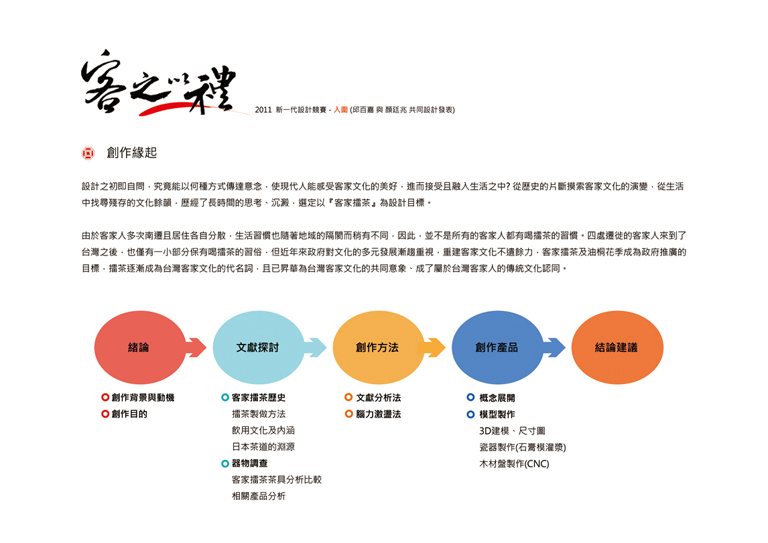 客之以禮
2011 新一代設計競賽 - 入圍 (邱百嘉 與 顏廷兆 共同設計發表)
創作緣起
設計之初即自問，究竟能以何種方式傳達意念，使現代人能感受客家文化的美好，進而接受且融入生活之中? 從歷史的片斷摸索客家文化的演變，從生活
中找尋殘存的文化餘韻，歷經了長時間的思考、沉澱，選定以『客家擂茶』為設計目標。
由於客家人多次南遷且居住各自分散，生活習慣也隨著地域的隔閡而稍有不同，因此，並不是所有的客家人都有喝擂茶的習慣。四處遷徙的客家人來到了
台灣之後，也僅有一小部分保有喝擂茶的習俗，但近年來政府對文化的多元發展漸趨重視，重建客家文化不遺餘力，客家擂茶及油桐花季成為政府推廣的
目標，擂茶逐漸成為台灣客家文化的代名詞，且已昇華為台灣客家文化的共同意象、成了屬於台灣客家人的傳統文化認同。
緒論
創作背景與動機
創作目的
文獻探討
客家擂茶歷史
擂茶製做方法
飲用文化及內涵
日本茶道的淵源
器物調查
客家擂茶茶具分析比較
相關產品分析
創作方法
文獻分析法
腦力激盪法
創作產品
概念展開
模型製作
3D建模、尺寸圖
瓷器製作(石膏模灌漿)
木材盤製作(CNC)
結論建議